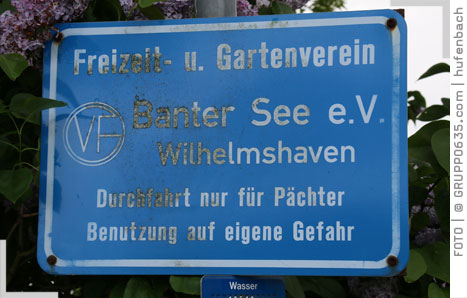 Freizeit- u. Gartenverein
VF
Banter See e.V.
Wilhelmshaven
Durchfahrt nur für Pächter
Benutzung auf eigene Gefahr
Wasser
FOTO | © GRUPPO635.com | hufenbach